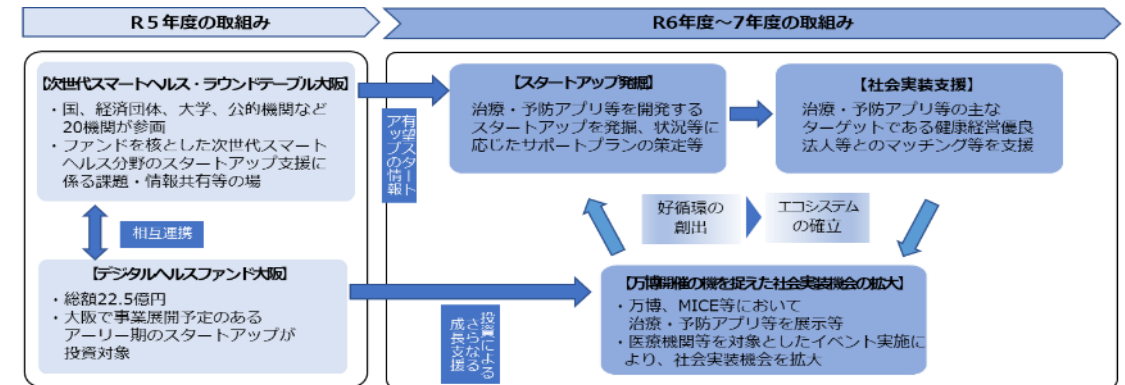 R5年度の取組み
R6年度～7年度の取組み
【次世代スマートヘルス・ラウンドテーブル大阪】
・国、経済団体、大学、公的機関など
20機関が参画
・ファンドを核とした次世代スマート
ヘルス分野のスタートアップ支援に
係る課題・情報共有等の場
相互連携
【デジタルヘルスファンド大阪】
・総額22.5億円
・大阪で事業展開予定のある
アーリー期のスタートアップが
投資対象
有望スタート
アップの情報
投資による
さらなる
成長支援
【スタートアップ発掘】
治療・予防アプリ等を開発する
スタートアップを発掘、状況等に
応じたサポートプランの策定等
【社会実装支援】
治療・予防アプリ等の主な
ターゲットである健康経営優良
法人等とのマッチング等を支援
好循環の
創出
エコシステム
の確立
【万博開催の機を捉えた社会実装機会の拡大】
・万博、MICE等において
治療・予防アプリ等を展示等
・医療機関等を対象としたイベント実施に
より、社会実装機会を拡大